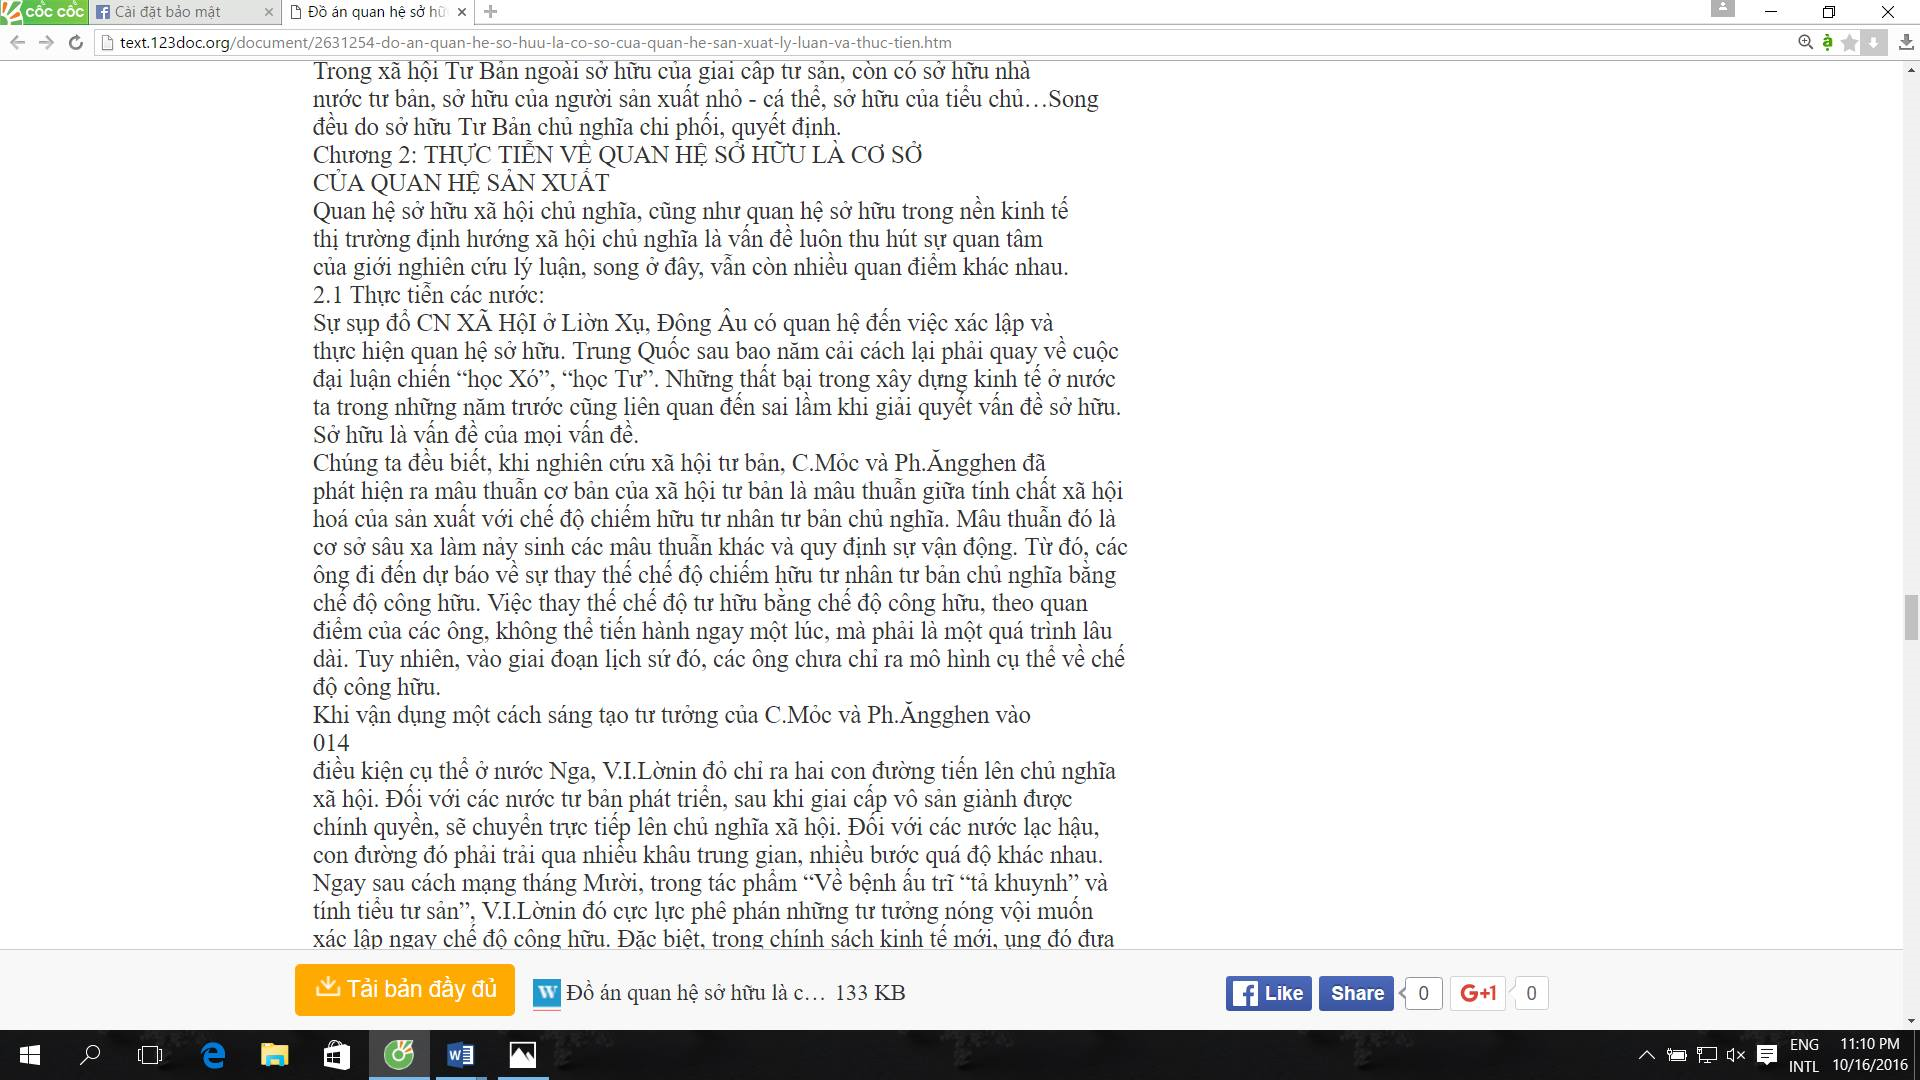 cốc cốc
Cài đặt bảo mật
Đồ án quan hệ sở hữu
text.123doc.org/document/2631254-do-an-quan-he-so-huu-la-co-so-cua-quan-he-san-xuat-ly-luan-va-thuc-tien.htm
Trong xã hội Tư Bản ngoài sở hữu của giai cấp tư sản, còn có sở hữu nhà
nước tư bản, sở hữu của người sản xuất nhỏ - cá thể, sở hữu của tiểu chủ…Song
đều do sở hữu Tư Bản chủ nghĩa chi phối, quyết định.
Chương 2: THỰC TIỄN VỀ QUAN HỆ SỞ HỮU LÀ CƠ SỞ
CỦA QUAN HỆ SẢN XUẤT
Quan hệ sở hữu xã hội chủ nghĩa, cũng như quan hệ sở hữu trong nền kinh tế
thị trường định hướng xã hội chủ nghĩa là vấn đề luôn thu hút sự quan tâm
của giới nghiên cứu lý luận, song ở đây, vẫn còn nhiều quan điểm khác nhau.
2.1 Thực tiễn các nước:
Sự sụp đổ CN XÃ HộI ở Liờn Xụ, Đông Âu có quan hệ đến việc xác lập và
thực hiện quan hệ sở hữu. Trung Quốc sau bao năm cải cách lại phải quay về cuộc
đại luận chiến “học Xó”, “học Tư”. Những thất bại trong xây dựng kinh tế ở nước
ta trong những năm trước cũng liên quan đến sai lầm khi giải quyết vấn đề sở hữu.
Sở hữu là vấn đề của mọi vấn đề.
Chúng ta đều biết, khi nghiên cứu xã hội tư bản, C.Mỏc và Ph.Ăngghen đã
phát hiện ra mâu thuẫn cơ bản của xã hội tư bản là mâu thuẫn giữa tính chất xã hội
hoá của sản xuất với chế độ chiếm hữu tư nhân tư bản chủ nghĩa. Mâu thuẫn đó là
cơ sở sâu xa làm nảy sinh các mâu thuẫn khác và quy định sự vận động. Từ đó, các
ông đi đến dự báo về sự thay thế chế độ chiếm hữu tư nhân tư bản chủ nghĩa bằng
chế độ công hữu. Việc thay thế chế độ tư hữu bằng chế độ công hữu, theo quan
điểm của các ông, không thể tiến hành ngay một lúc, mà phải là một quá trình lâu
dài. Tuy nhiên, vào giai đoạn lịch sử đó, các ông chưa chỉ ra mô hình cụ thể về chế
độ công hữu.
Khi vận dụng một cách sáng tạo tư tưởng của C.Mỏc và Ph.Ăngghen vào
014
điều kiện cụ thể ở nước Nga, V.I.Lờnin đỏ chỉ ra hai con đường tiến lên chủ nghĩa
xã hội. Đối với các nước tư bản phát triển, sau khi giai cấp vô sản giành được
chính quyền, sẽ chuyển trực tiếp lên chủ nghĩa xã hội. Đối với các nước lạc hậu,
con đường đó phải trải qua nhiều khâu trung gian, nhiều bước quá độ khác nhau.
Ngay sau cách mạng tháng Mười, trong tác phẩm “Về bệnh ấu trĩ “tả khuynh” và
tính tiểu tư sản”, V.I.Lờnin đó cực lực phê phán những tư tưởng nóng vội muốn
xác lập ngay chế độ công hữu. Đặc biệt, trong chính sách kinh tế mới, ụng đó đưa
Tải bản đầy đủ
Đồ án quan hệ sở hữu là c… 133 KB
Like
Share
0
G+1
0
ENG
INTL
11:10 PM
10/16/2016